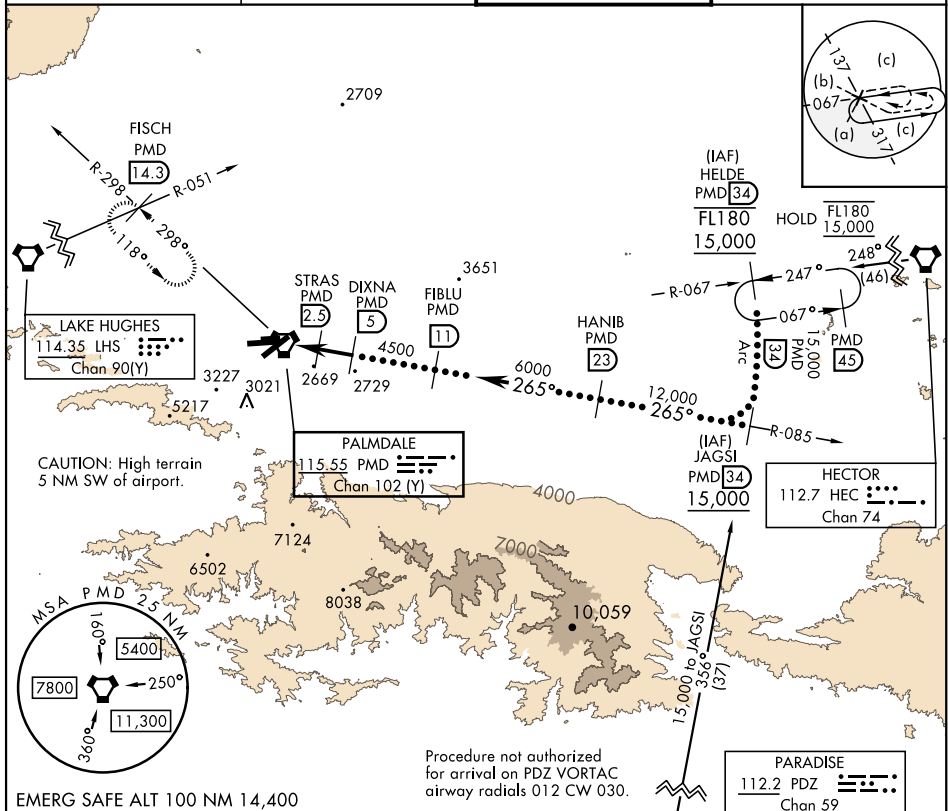 2709
137
(c)
(b)
067
(a)
(c)
317
FISCH
PMD
14.3
R-298
R-051
298°
118°
(IAF)
HELDE
PMD 34
FL180
15,000
HOLD FL180
15,000
248°
(46)
R-067
247°
067°
PMD
45
15,000
PMD
34
Arc
3651
STRAS
PMD
2.5
DIXNA
PMD
5
FIBLU
PMD
11
HANIB
PMD
23
LAKE HUGHES
114.35 LHS
Chan 90(Y)
4500
6000
265°
12,000
265°
R-085
3227
3021
2669
2729
5217
(IAF)
JAGSI
PMD 34
15,000
PALMDALE
115.55 PMD
Chan 102 (Y)
CAUTION: High terrain
5 NM SW of airport.
HECTOR
112.7 HEC
Chan 74
4000
7000
7124
6502
8038
10,059
MSA PMD 25 NM
160°
5400
7800
250°
11,300
360°
15,000 to JAGSI
356°
(37)
Procedure not authorized
for arrival on PDZ VORTAC
airway radials 012 CW 030.
PARADISE
112.2 PDZ
Chan 59
EMERG SAFE ALT 100 NM 14,400